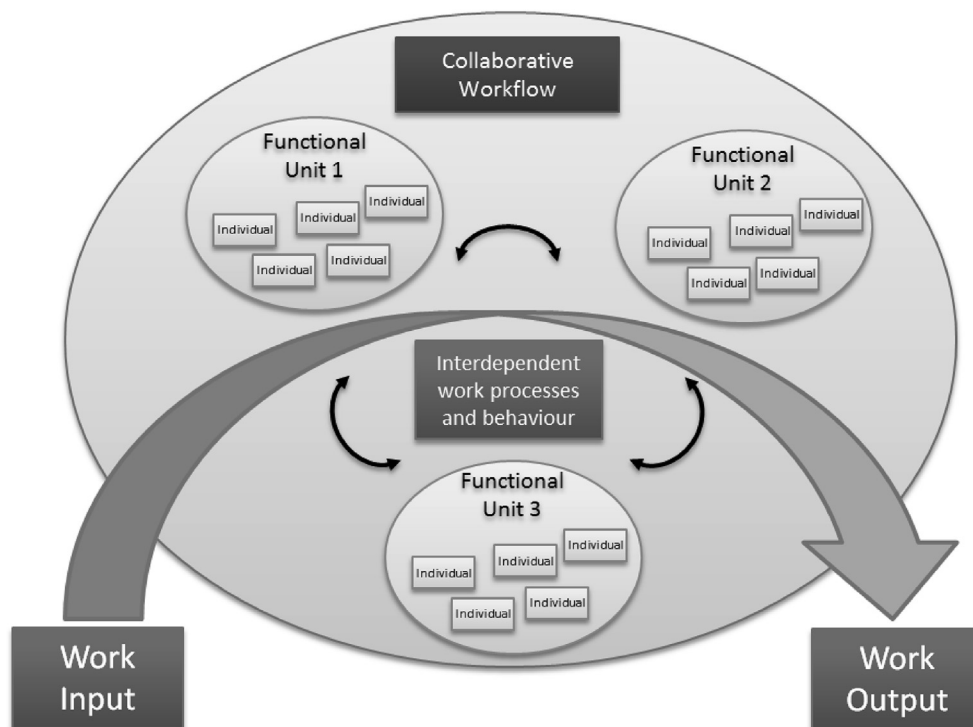 Collaborative
Workflow
Functional
Unit 1
Individual
Individual
Individual
Individual
Individual
Functional
Unit 2
Individual
Individual
Individual
Individual
Individual
Interdependent
work processes
and behaviour
Functional
Unit 3
Individual
Individual
Individual
Individual
Individual
Work
Input
Work
Output